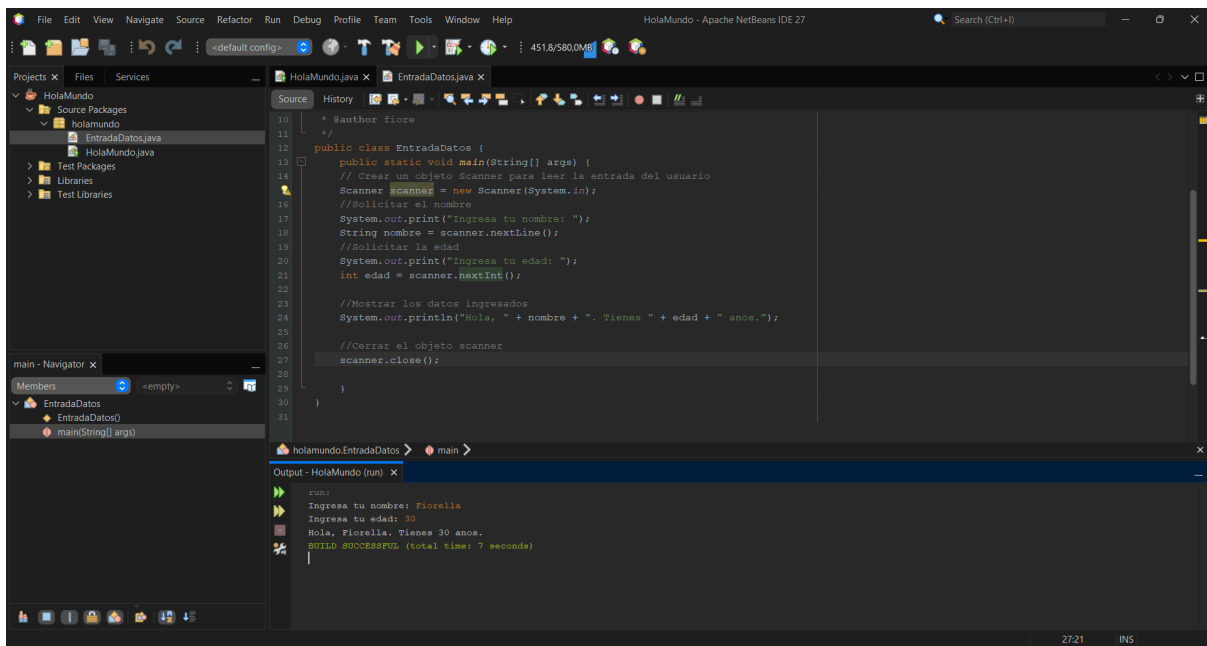 File Edit View Navigate Source Refactor Run Debug Profile Team Tools Window Help HolaMundo - Apache NetBeans IDE 27 Search (Ctrl+I)
<default config> 451,8/580,0MB
Projects Files Services
HolaMundo
Source Packages
holamundo
EntradaDatos.java
HolaMundo.java
Test Packages
Libraries
Test Libraries
HolaMundo.java EntradaDatos.java
Source History
10 * @author fiore
11 */
12 public class EntradaDatos {
13 public static void main(String[] args) {
14 // Crear un objeto Scanner para leer la entrada del usuario
Scanner scanner = new Scanner(System.in);
16 //Solicitar el nombre
17 System.out.print("Ingresa tu nombre: ");
18 String nombre = scanner.nextLine();
19 //Solicitar la edad
20 System.out.print("Ingresa tu edad: ");
21 int edad = scanner.nextInt();
22
23 //Mostrar los datos ingresados
24 System.out.println("Hola, " + nombre + ". Tienes " + edad + " anos.");
25
26 //Cerrar el objeto scanner
27 scanner.close();
28
29 }
30 }
31
main - Navigator
Members <empty>
EntradaDatos
EntradaDatos()
main(String[] args)
holamundo.EntradaDatos main
Output - HolaMundo (run)
run:
Ingresa tu nombre: Fiorella
Ingresa tu edad: 30
Hola, Fiorella. Tienes 30 anos.
BUILD SUCCESSFUL (total time: 7 seconds)
27:21 INS